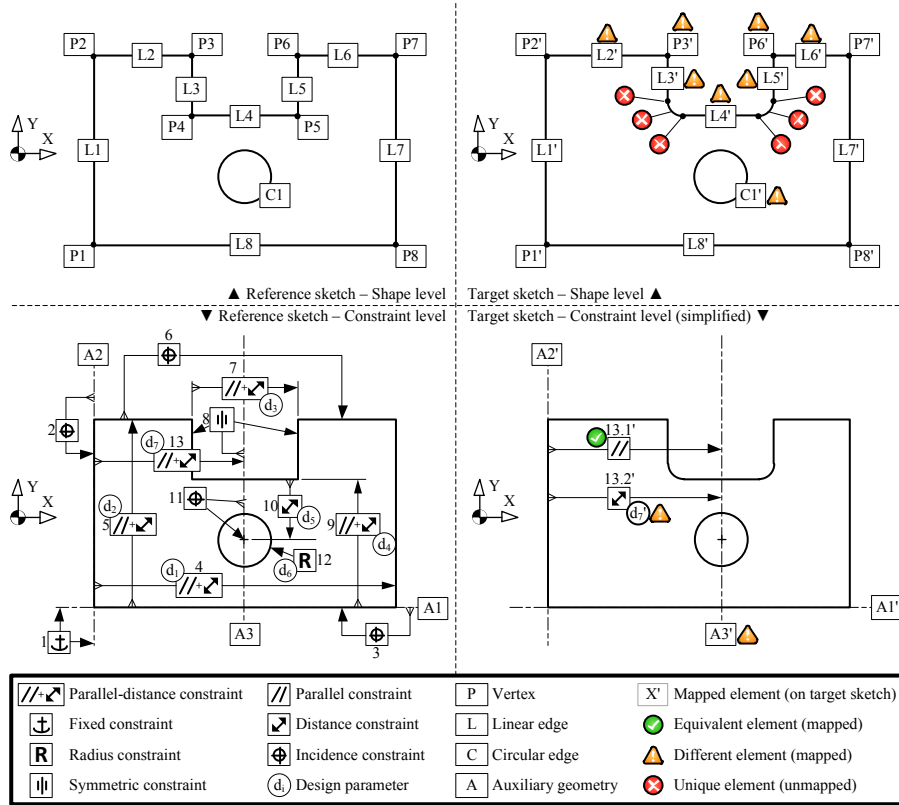 P2 L2 P3 P6 L6 P7
L3 L5
P4 L4 P5
Y
X
L1 L7
C1
P1 L8 P8
▲ Reference sketch – Shape level
P2' L2' P3' P6' L6' P7'
L3' L5'
L4'
Y
X
L1' L7'
C1'
P1' L8' P8'
Target sketch – Shape level ▲
▼ Reference sketch – Constraint level
6
A2
7
//+
d3
8
2
d7 13
//+
11
Y
X
d2
5 //+
10
d5
9 //+
d4
R 12
d6
d1 4
//+
A1
1
A3
3
Target sketch – Constraint level (simplified) ▼
A2'
13.1'
//
13.2'
d7'
Y
X
A1'
A3'
//+ Parallel-distance constraint
Fixed constraint
R Radius constraint
Symmetric constraint
// Parallel constraint
Distance constraint
Incidence constraint
di Design parameter
P Vertex
L Linear edge
C Circular edge
A Auxiliary geometry
X' Mapped element (on target sketch)
Equivalent element (mapped)
Different element (mapped)
Unique element (unmapped)